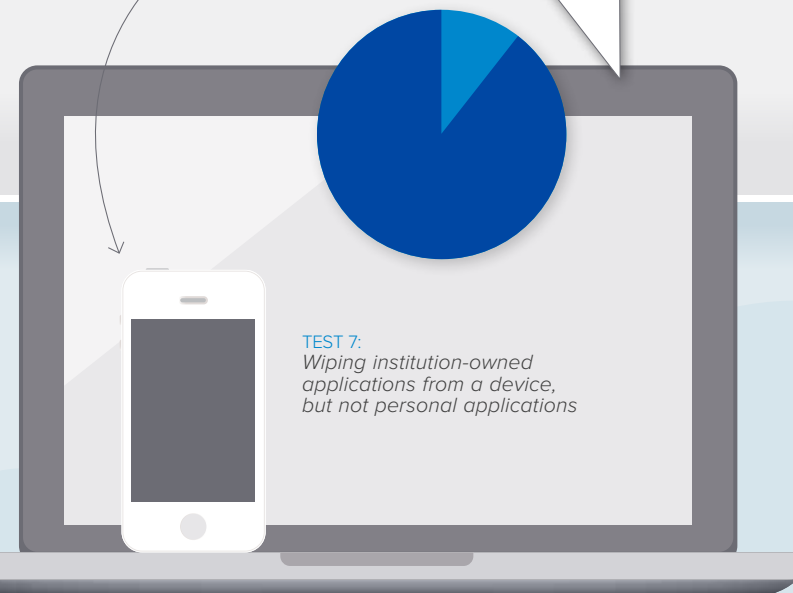 TEST 7:
Wiping institution-owned
applications from a device,
but not personal applications